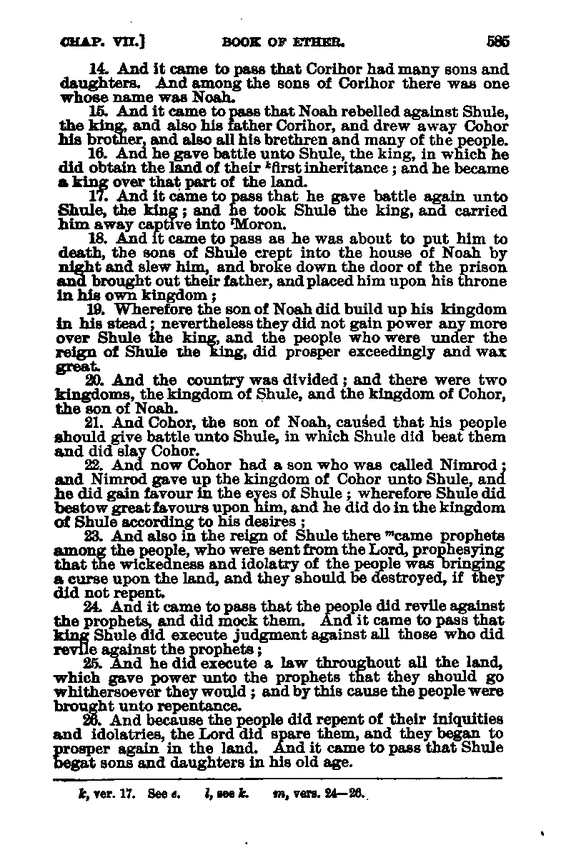 CHAP. VII.] BOOK OF ETHER. 585
14. And it came to pass that Corihor had many sons and
daughters. And among the sons of Corihor there was one
whose name was Noah.
15. And it came to pass that Noah rebelled against Shule,
the king, and also his father Corihor, and drew away Cohor
his brother, and also all his brethren and many of the people.
16. And he gave battle unto Shule, the king, in which he
did obtain the land of their ᵏfirst inheritance ; and he became
a king over that part of the land.
17. And it came to pass that he gave battle again unto
Shule, the king ; and he took Shule the king, and carried
him away captive into ˡMoron.
18. And it came to pass as he was about to put him to
death, the sons of Shule crept into the house of Noah by
night and slew him, and broke down the door of the prison
and brought out their father, and placed him upon his throne
in his own kingdom ;
19. Wherefore the son of Noah did build up his kingdom
in his stead ; nevertheless they did not gain power any more
over Shule the king, and the people who were under the
reign of Shule the king, did prosper exceedingly and wax
great.
20. And the country was divided ; and there were two
kingdoms, the kingdom of Shule, and the kingdom of Cohor,
the son of Noah.
21. And Cohor, the son of Noah, caused that his people
should give battle unto Shule, in which Shule did beat them
and did slay Cohor.
22. And now Cohor had a son who was called Nimrod ;
and Nimrod gave up the kingdom of Cohor unto Shule, and
he did gain favour in the eyes of Shule ; wherefore Shule did
bestow great favours upon him, and he did do in the kingdom
of Shule according to his desires ;
23. And also in the reign of Shule there ᵐcame prophets
among the people, who were sent from the Lord, prophesying
that the wickedness and idolatry of the people was bringing
a curse upon the land, and they should be destroyed, if they
did not repent.
24. And it came to pass that the people did revile against
the prophets, and did mock them. And it came to pass that
king Shule did execute judgment against all those who did
revile against the prophets ;
25. And he did execute a law throughout all the land,
which gave power unto the prophets that they should go
whithersoever they would ; and by this cause the people were
brought unto repentance.
26. And because the people did repent of their iniquities
and idolatries, the Lord did spare them, and they began to
prosper again in the land. And it came to pass that Shule
begat sons and daughters in his old age.
k, ver. 17. See e. l, see k. m, vers. 24—26.